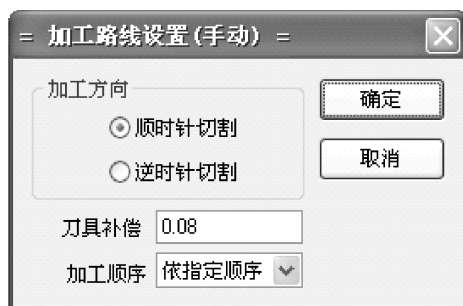 = 加工路线设置(手动) =
加工方向
顺时针切割
逆时针切割
确定
取消
刀具补偿 0.08
加工顺序 依指定顺序